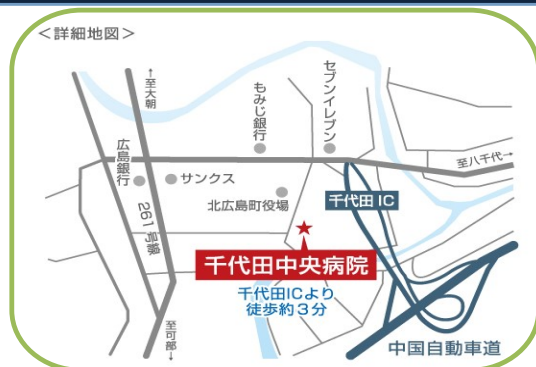 <詳細地図>
←至大朝
もみじ銀行
セブンイレブン
広島銀行
サンクス
至八千代→
261号線
北広島町役場
千代田 IC
千代田中央病院
千代田ICより
徒歩約3分
至可部→
中国自動車道